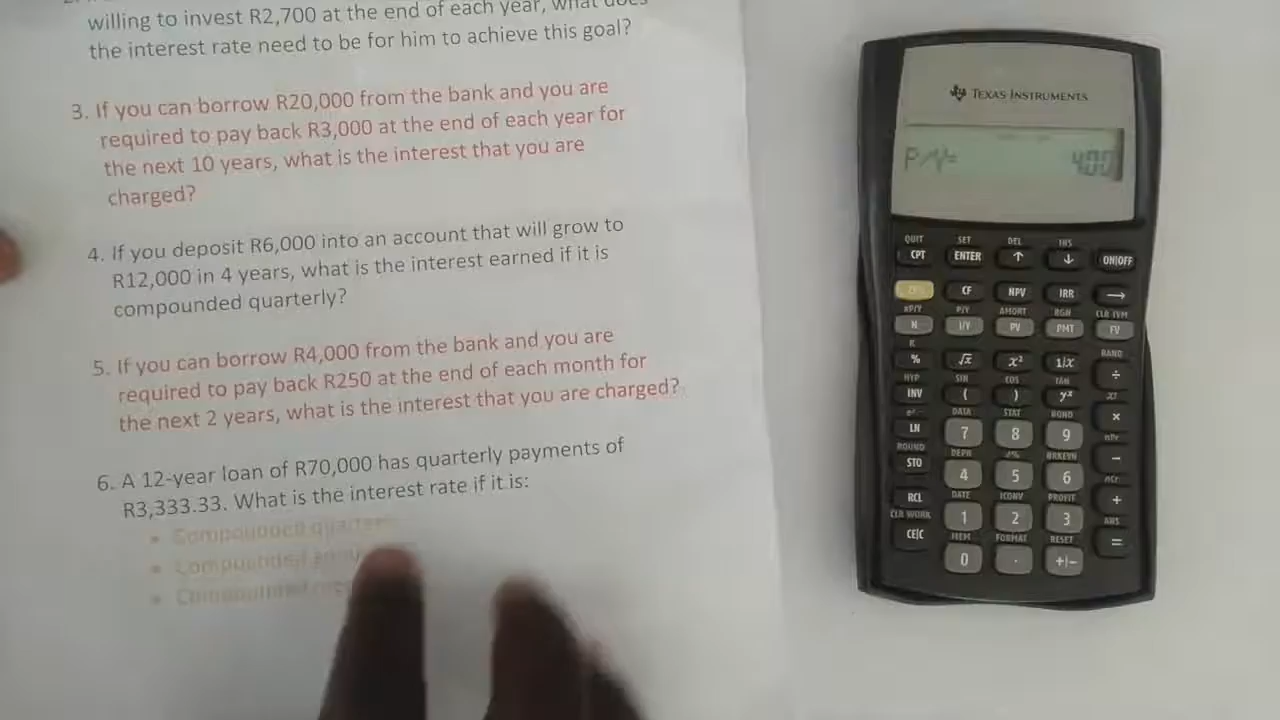 willing to invest R2,700 at the end of each year, what does
the interest rate need to be for him to achieve this goal?
3. If you can borrow R20,000 from the bank and you are
required to pay back R3,000 at the end of each year for
the next 10 years, what is the interest that you are
charged?
4. If you deposit R6,000 into an account that will grow to
R12,000 in 4 years, what is the interest earned if it is
compounded quarterly?
5. If you can borrow R4,000 from the bank and you are
required to pay back R250 at the end of each month for
the next 2 years, what is the interest that you are charged?
6. A 12-year loan of R70,000 has quarterly payments of
R3,333.33. What is the interest rate if it is:
• Compounded
• Compounded
• Compounded
TEXAS INSTRUMENTS
P/Y= 4.00
QUIT SET DEL INS
CPT ENTER ↑ ↓ ON|OFF
CF NPV IRR →
xP/Y P/Y AMORT BGN CLR TVM
N I/Y PV PMT FV
K RAND
% √x x² 1/x ÷
HYP SIN COS TAN x!
INV ( ) yˣ ×
eˣ DATA STAT BOND nPr
LN 7 8 9 −
ROUND DEPR Δ% BRKEVN nCr
STO 4 5 6 +
DATE ICONV PROFIT ANS
RCL 1 2 3 =
CLR WORK MEM FORMAT RESET
CE|C 0 . +|−